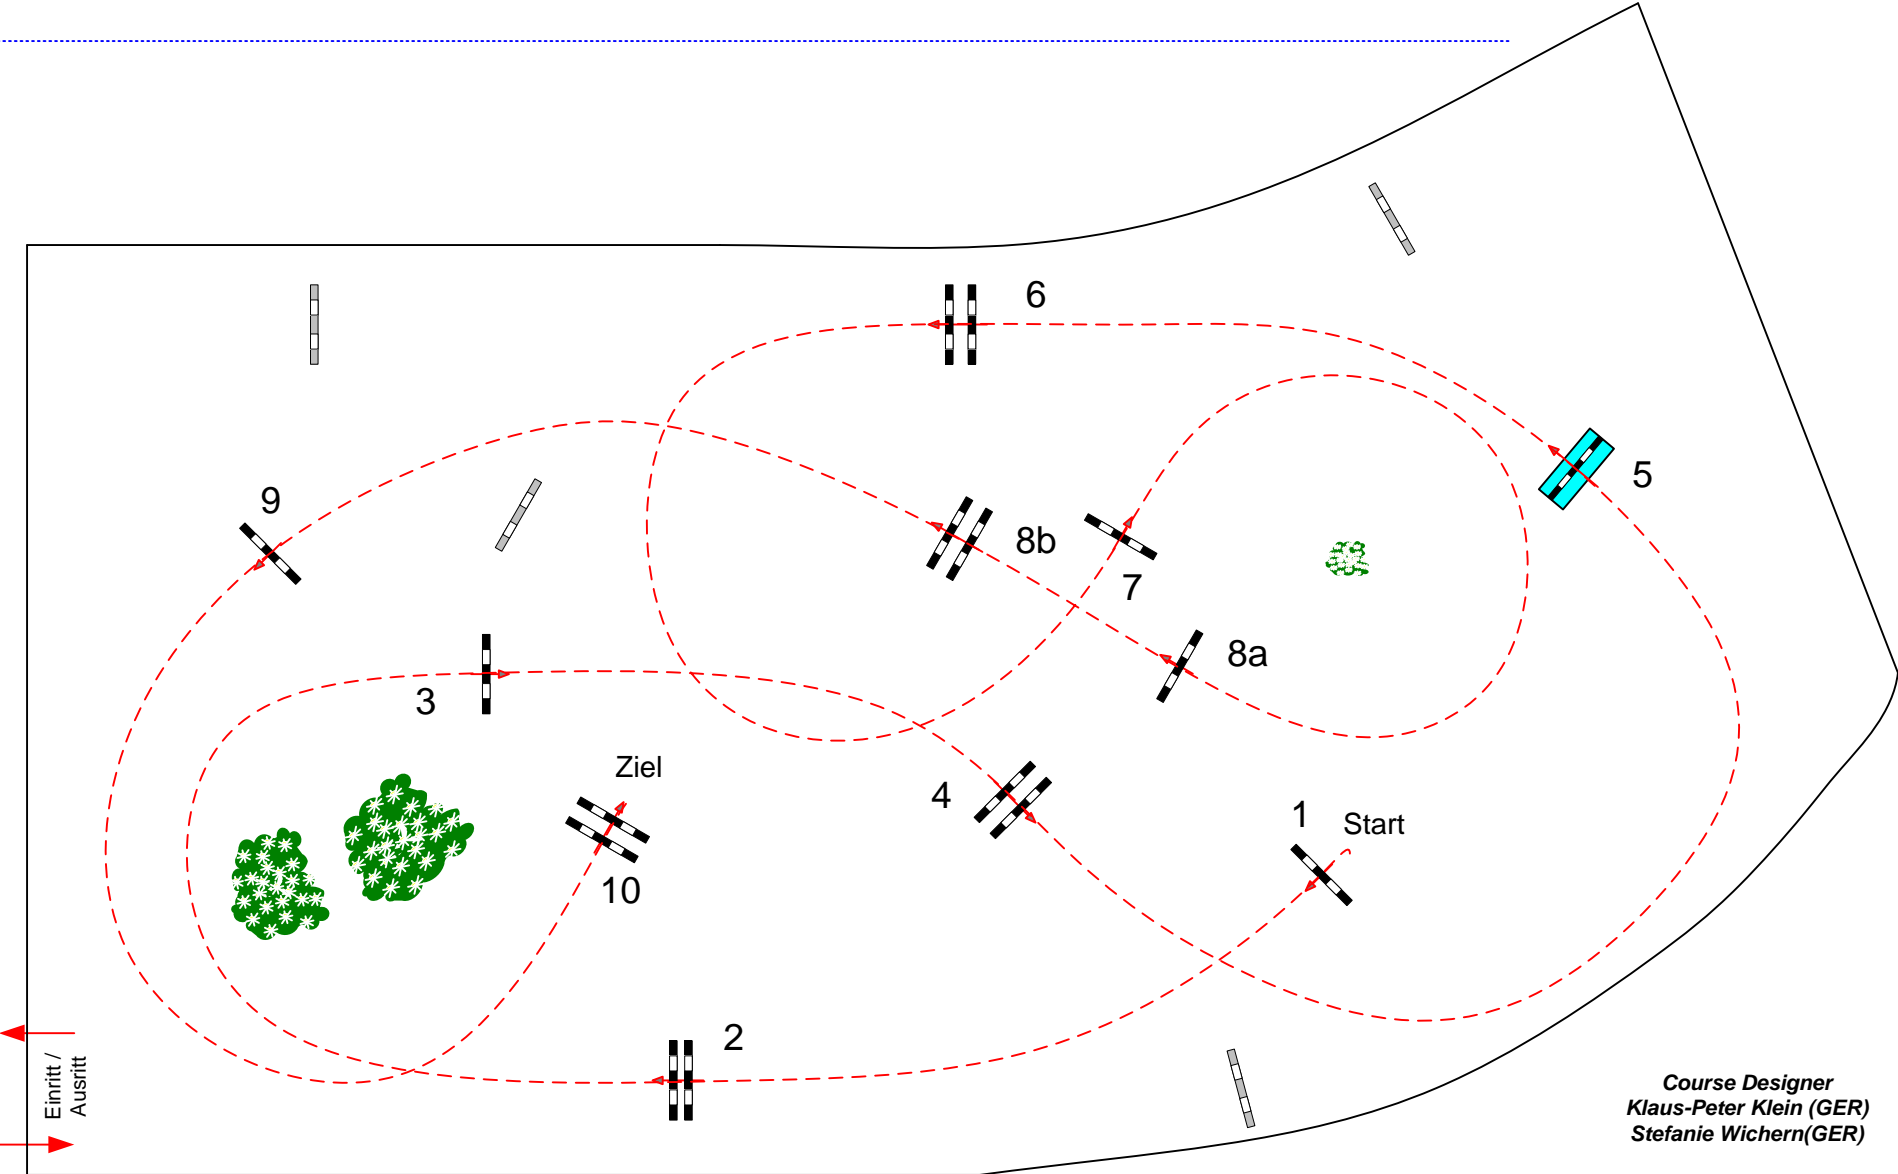 6
5
9
8b
7
8a
3
Ziel
4
1
Start
10
2
Einritt /
Ausritt
Course Designer
Klaus-Peter Klein (GER)
Stefanie Wichern(GER)